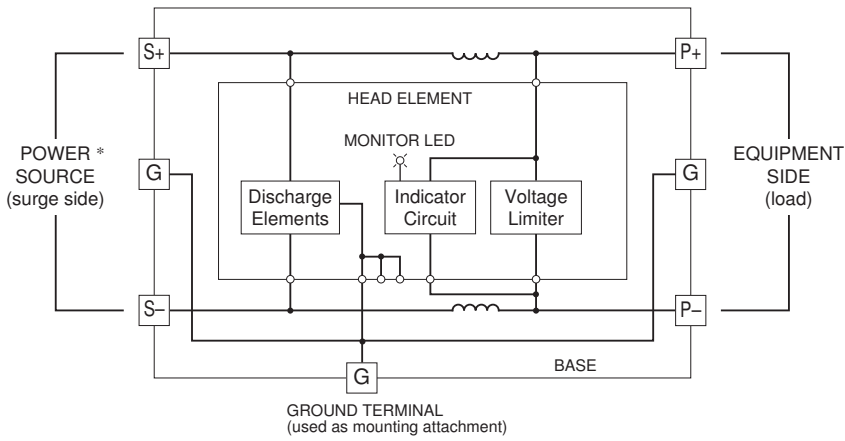 S+
P+
HEAD ELEMENT
MONITOR LED
POWER *
SOURCE
(surge side)
G
Discharge
Elements
Indicator
Circuit
Voltage
Limiter
G
EQUIPMENT
SIDE
(load)
S–
P–
G
BASE
GROUND TERMINAL
(used as mounting attachment)